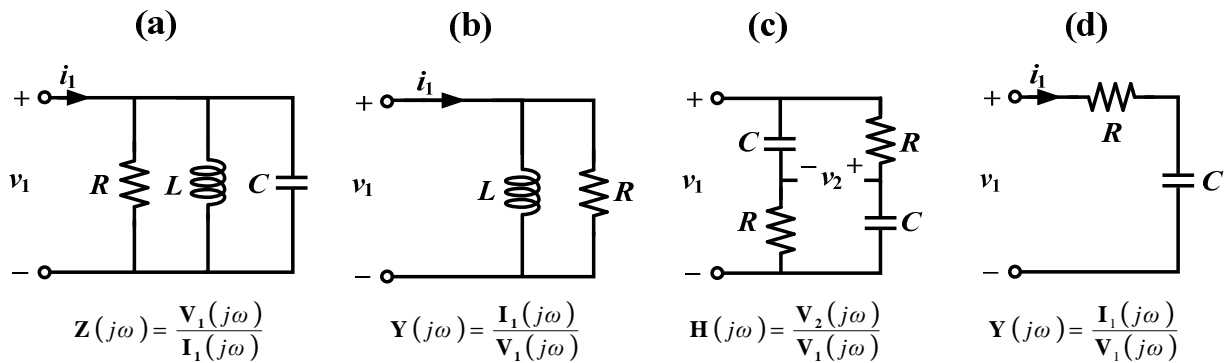 (a) (b) (c) (d)
+ i₁ + i₁ + + i₁
R
C R
− v₂ +
v₁ R L C v₁ L R v₁ v₁ C
R C
− − − −
Z(jω) = V₁(jω) / I₁(jω) Y(jω) = I₁(jω) / V₁(jω) H(jω) = V₂(jω) / V₁(jω) Y(jω) = I₁(jω) / V₁(jω)